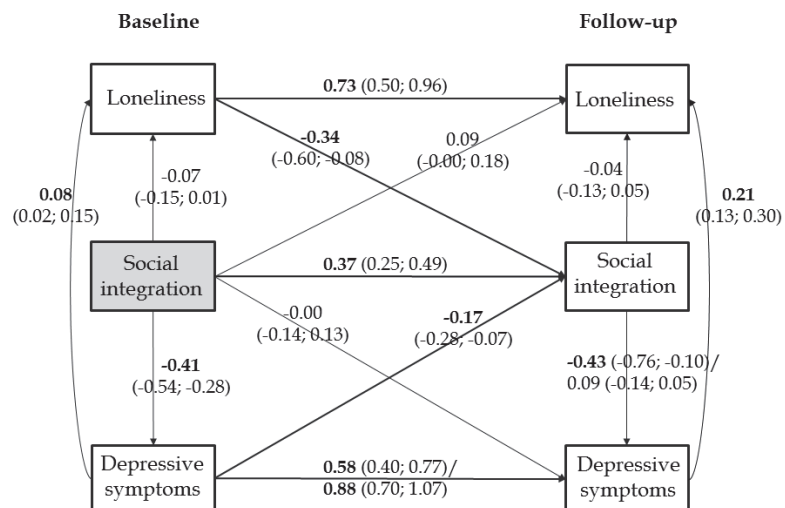 Baseline
Follow-up
Loneliness
0.73 (0.50; 0.96)
Loneliness
-0.34
(-0.60; -0.08)
0.09
(-0.00; 0.18)
-0.07
(-0.15; 0.01)
-0.04
(-0.13; 0.05)
0.08
(0.02; 0.15)
0.21
(0.13; 0.30)
Social
integration
0.37 (0.25; 0.49)
Social
integration
-0.00
(-0.14; 0.13)
-0.17
(-0.28; -0.07)
-0.41
(-0.54; -0.28)
-0.43 (-0.76; -0.10)/
0.09 (-0.14; 0.05)
Depressive
symptoms
0.58 (0.40; 0.77)/
0.88 (0.70; 1.07)
Depressive
symptoms